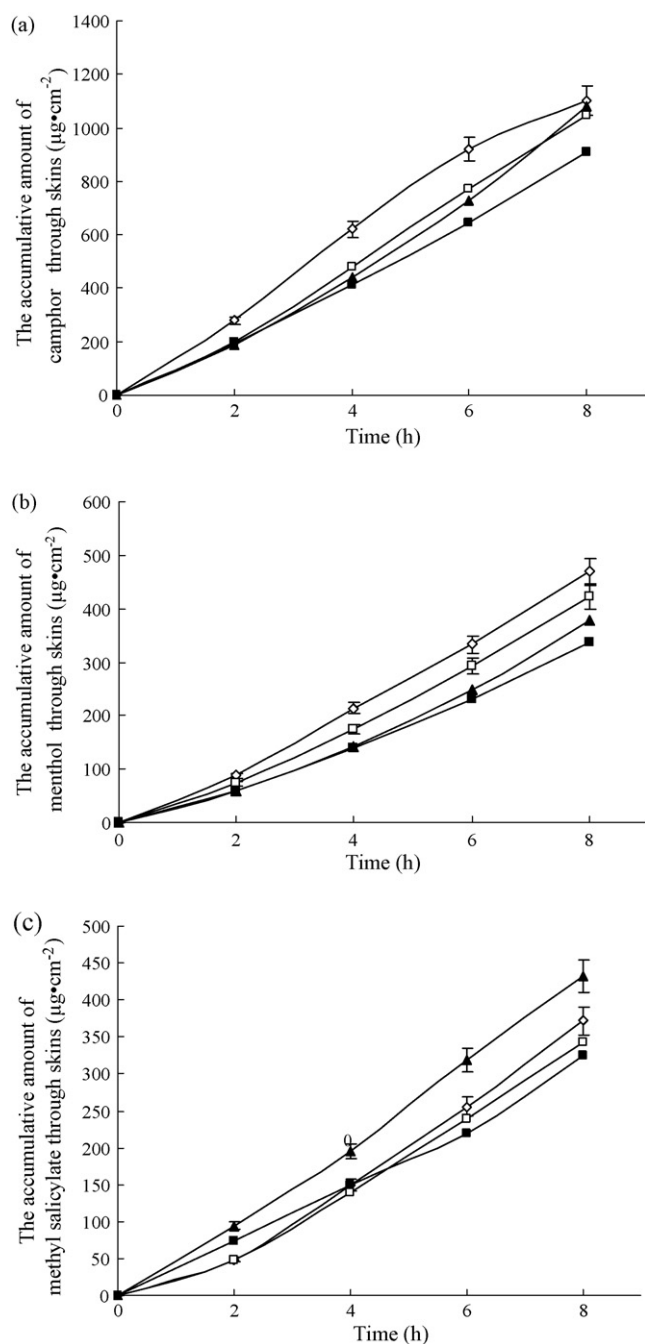 (a)
The accumulative amount of
camphor through skins (μg•cm-2)
1400
1200
1000
800
600
400
200
0
0 2 4 6 8
Time (h)
(b)
The accumulative amount of
menthol through skins (μg•cm-2)
600
500
400
300
200
100
0
0 2 4 6 8
Time (h)
(c)
The accumulative amount of
methyl salicylate through skins (μg•cm-2)
500
450
400
350
300
250
200
150
100
50
0
0 2 4 6 8
Time (h)